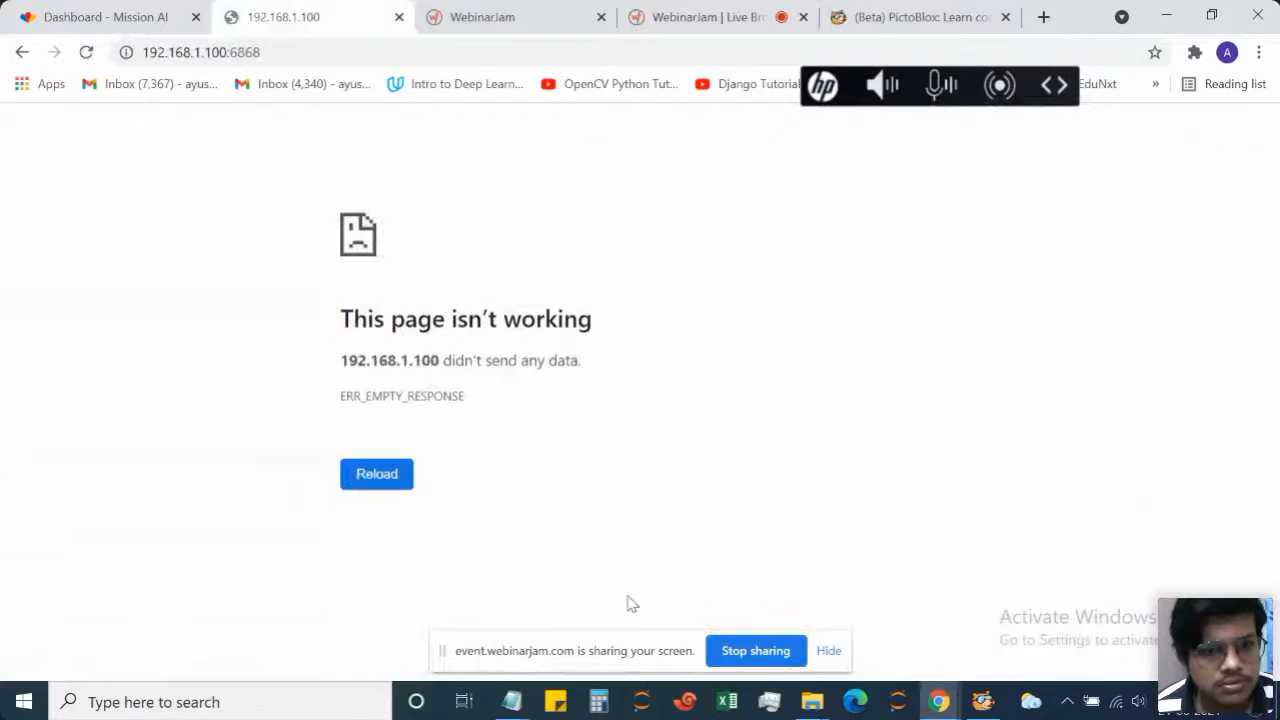 Dashboard - Mission AI
192.168.1.100
WebinarJam
WebinarJam | Live Bro
(Beta) PictoBlox: Learn co
192.168.1.100:6868
A
Apps
Inbox (7,367) - ayus...
Inbox (4,340) - ayus...
Intro to Deep Learn...
OpenCV Python Tut...
Django Tutorial
hp
EduNxt
»
Reading list
This page isn't working
192.168.1.100 didn't send any data.
ERR_EMPTY_RESPONSE
Reload
Activate Windows
Go to Settings to activate
event.webinarjam.com is sharing your screen.
Stop sharing
Hide
Type here to search